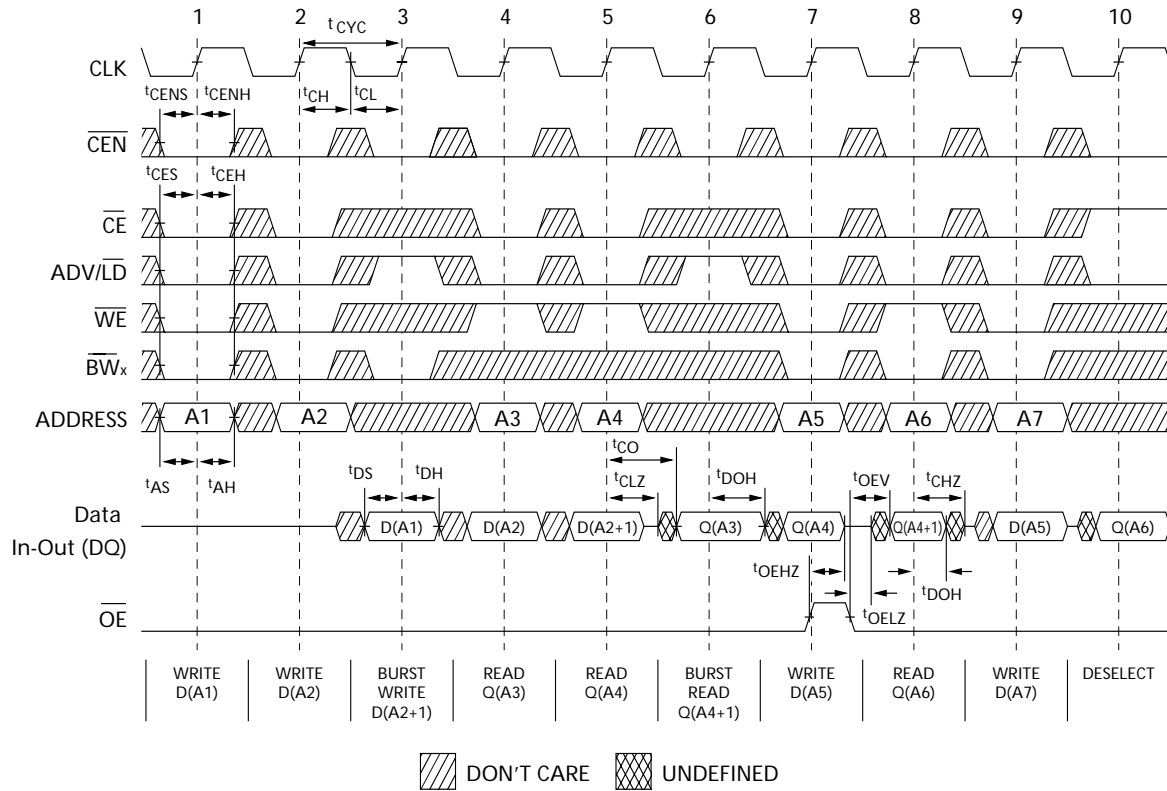 1 2 3 4 5 6 7 8 9 10
tCYC
CLK
tCENS tCENH tCH tCL
CEN
tCES tCEH
CE
ADV/LD
WE
BWx
ADDRESS A1 A2 A3 A4 A5 A6 A7
tAS tAH tDS tDH tCO tCLZ tDOH tOEV tCHZ
Data
In-Out (DQ)
D(A1) D(A2) D(A2+1) Q(A3) Q(A4) Q(A4+1) D(A5) Q(A6)
tOEHZ tDOH
tOELZ
OE
WRITE D(A1)
WRITE D(A2)
BURST WRITE D(A2+1)
READ Q(A3)
READ Q(A4)
BURST READ Q(A4+1)
WRITE D(A5)
READ Q(A6)
WRITE D(A7)
DESELECT
DON'T CARE UNDEFINED